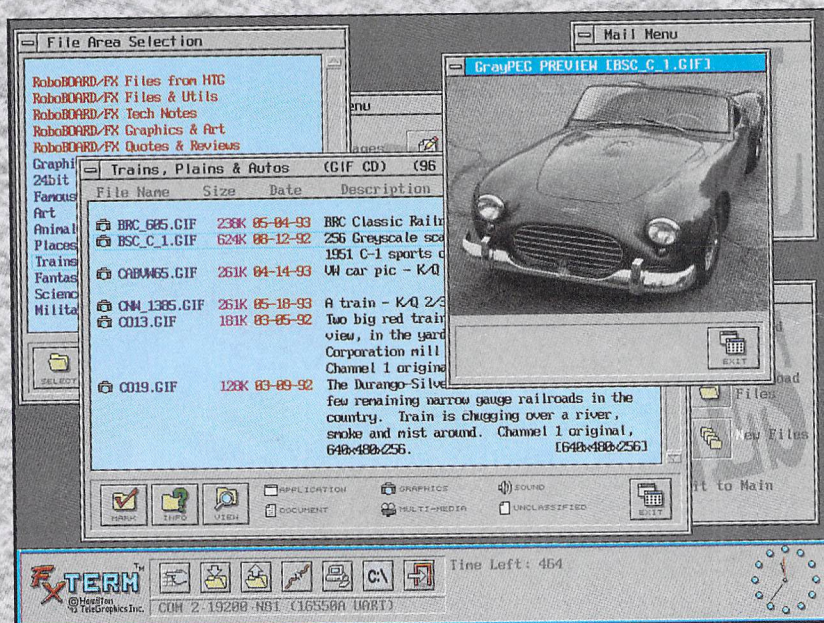 File Area Selection
RoboBOARD/FX Files from HTG
RoboBOARD/FX Files & Utils
RoboBOARD/FX Tech Notes
RoboBOARD/FX Graphics & Art
RoboBOARD/FX Quotes & Reviews
Graphi
24bit
Famous
Art
Animal
Places
Trains
Fantas
Scienc
Milita
SELECT
enu
ages
Mail Menu
GrayPEG PREVIEW [BSC_C_1.GIF]
EXIT
Trains, Plains & Autos (GIF CD) (96
File Name Size Date Description
BRC_605.GIF 238K 05-04-93 BRC Classic Railr
BSC_C_1.GIF 624K 08-12-92 256 Greyscale sca
1951 C-1 sports c
CABVW65.GIF 261K 04-14-93 VW car pic - K/Q
CNW_1385.GIF 261K 05-18-93 A train - K/Q 2/3
CO13.GIF 181K 03-05-92 Two big red train
view, in the yard
Corporation mill
Channel 1 origina
CO19.GIF 128K 03-09-92 The Durango-Silve
few remaining narrow gauge railroads in the
country. Train is chugging over a river,
smoke and mist around. Channel 1 original,
640x480x256. [640x480x256]
MARK
INFO
VIEW
APPLICATION
GRAPHICS
SOUND
DOCUMENT
MULTI-MEDIA
UNCLASSIFIED
EXIT
d
oad
Files
New Files
it to Main
FXTERM™
© Hamilton
'93 TeleGraphics Inc.
C:\
Time Left: 464
COM 2-19200-N81 (16550A UART)